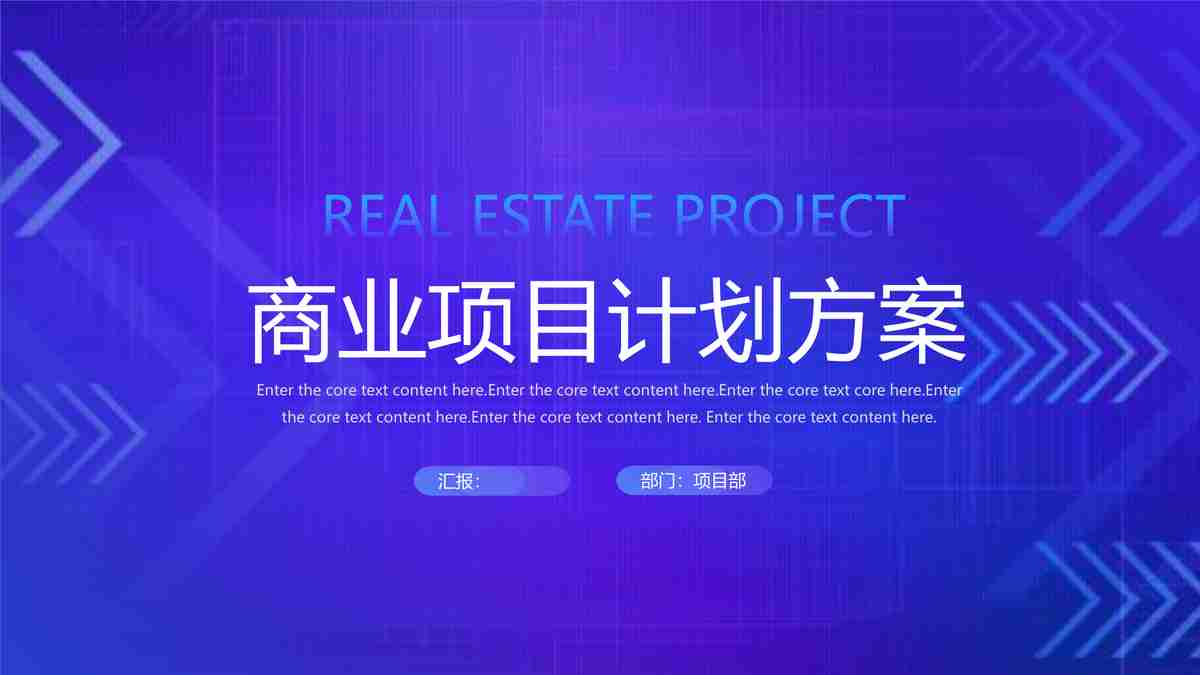 REAL ESTATE PROJECT
商业项目计划方案
Enter the core text content here.Enter the core text content here.Enter the core text core here.Enter
the core text content here.Enter the core text content here. Enter the core text content here.
汇报：
部门：项目部